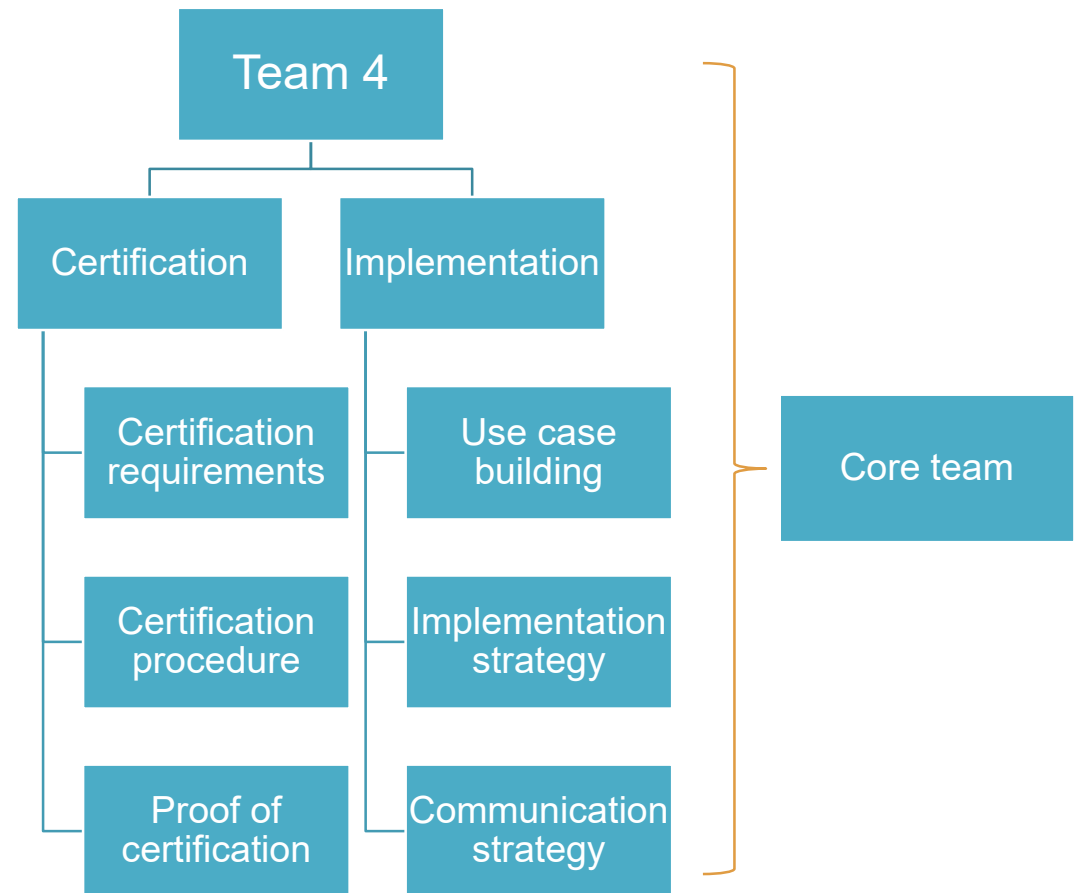 Team 4
Certification
Implementation
Certification
requirements
Use case
building
Core team
Certification
procedure
Implementation
strategy
Proof of
certification
Communication
strategy